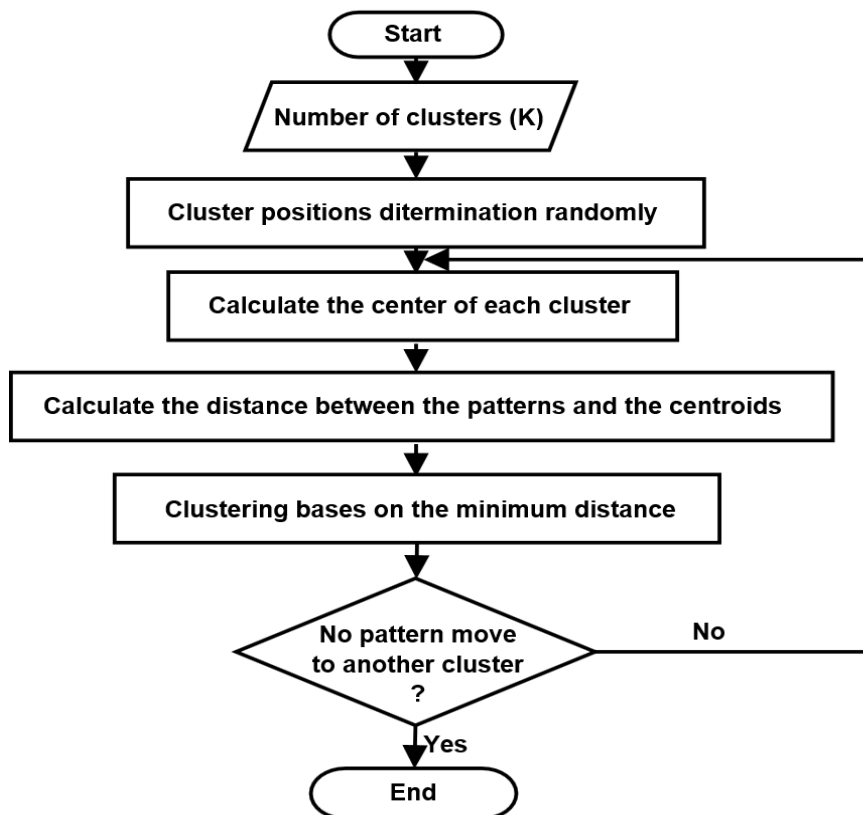 Start
Number of clusters (K)
Cluster positions ditermination randomly
Calculate the center of each cluster
Calculate the distance between the patterns and the centroids
Clustering bases on the minimum distance
No pattern move
to another cluster
?
No
Yes
End